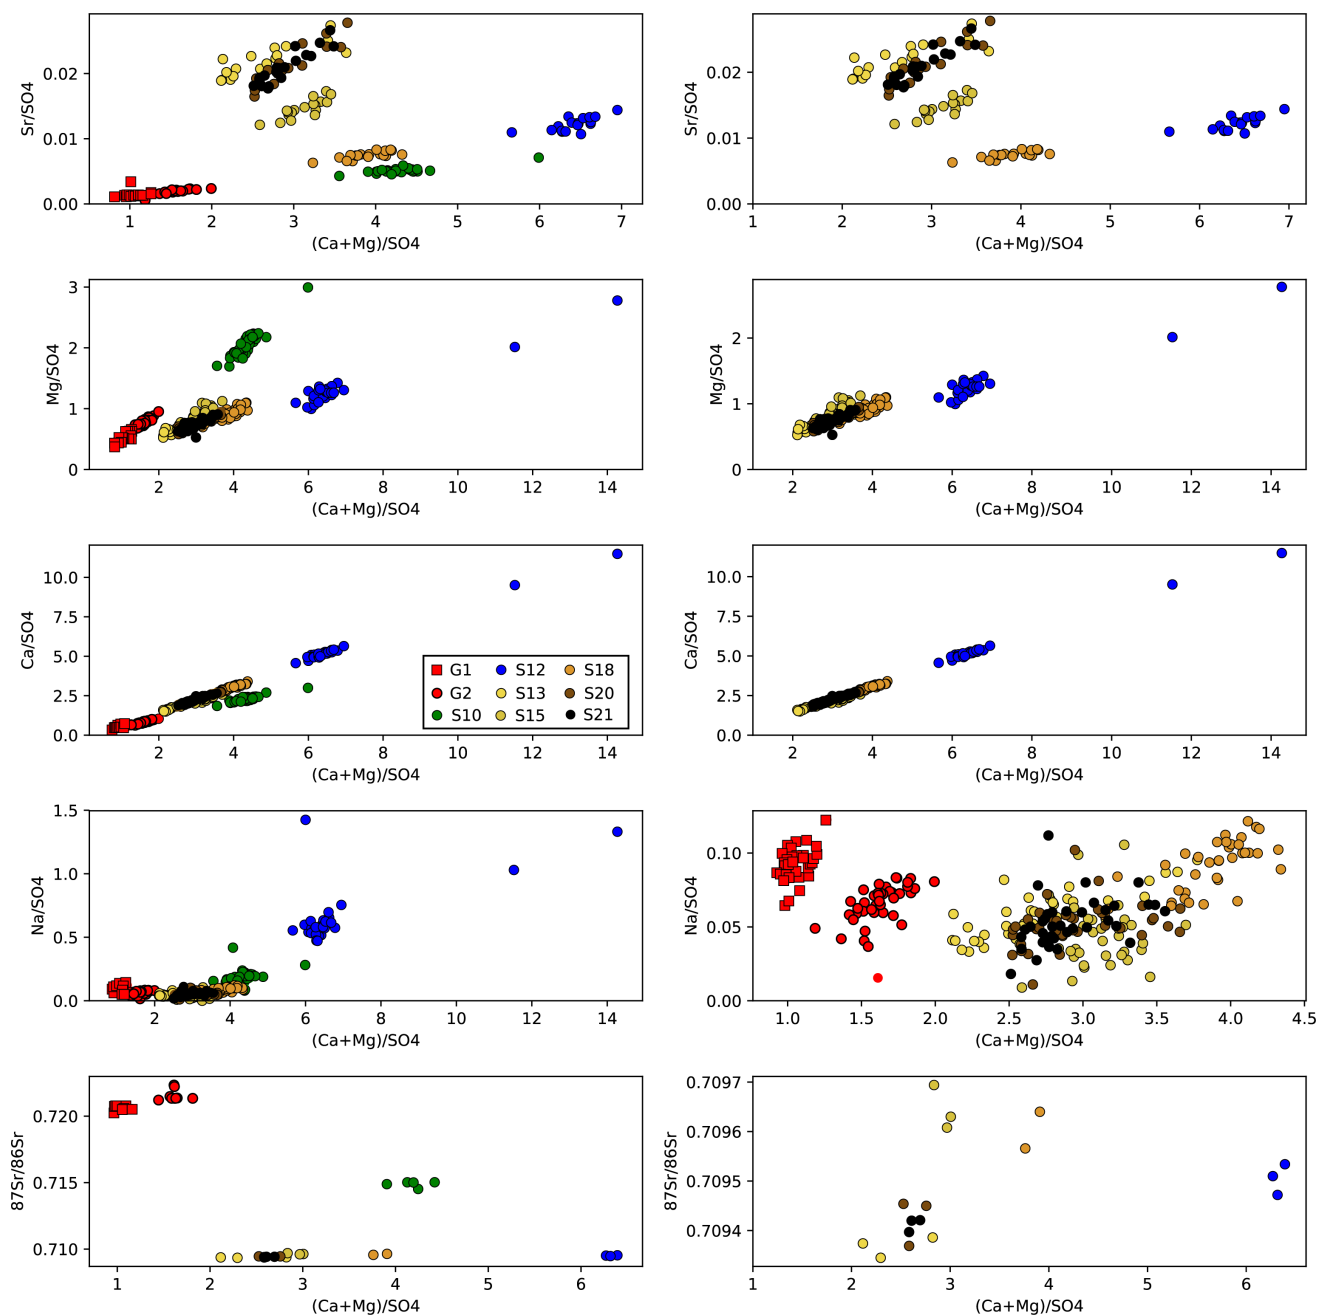 Sr/SO4
0.02
0.01
0.00
1 2 3 4 5 6 7
(Ca+Mg)/SO4
Sr/SO4
0.02
0.01
0.00
1 2 3 4 5 6 7
(Ca+Mg)/SO4
Mg/SO4
3
2
1
0
2 4 6 8 10 12 14
(Ca+Mg)/SO4
Mg/SO4
2
1
0
2 4 6 8 10 12 14
(Ca+Mg)/SO4
Ca/SO4
10.0
7.5
5.0
2.5
0.0
G1 S12 S18
G2 S13 S20
S10 S15 S21
2 4 6 8 10 12 14
(Ca+Mg)/SO4
Ca/SO4
10.0
7.5
5.0
2.5
0.0
2 4 6 8 10 12 14
(Ca+Mg)/SO4
Na/SO4
1.5
1.0
0.5
0.0
2 4 6 8 10 12 14
(Ca+Mg)/SO4
Na/SO4
0.10
0.05
0.00
1.0 1.5 2.0 2.5 3.0 3.5 4.0 4.5
(Ca+Mg)/SO4
87Sr/86Sr
0.720
0.715
0.710
1 2 3 4 5 6
(Ca+Mg)/SO4
87Sr/86Sr
0.7097
0.7096
0.7095
0.7094
1 2 3 4 5 6
(Ca+Mg)/SO4